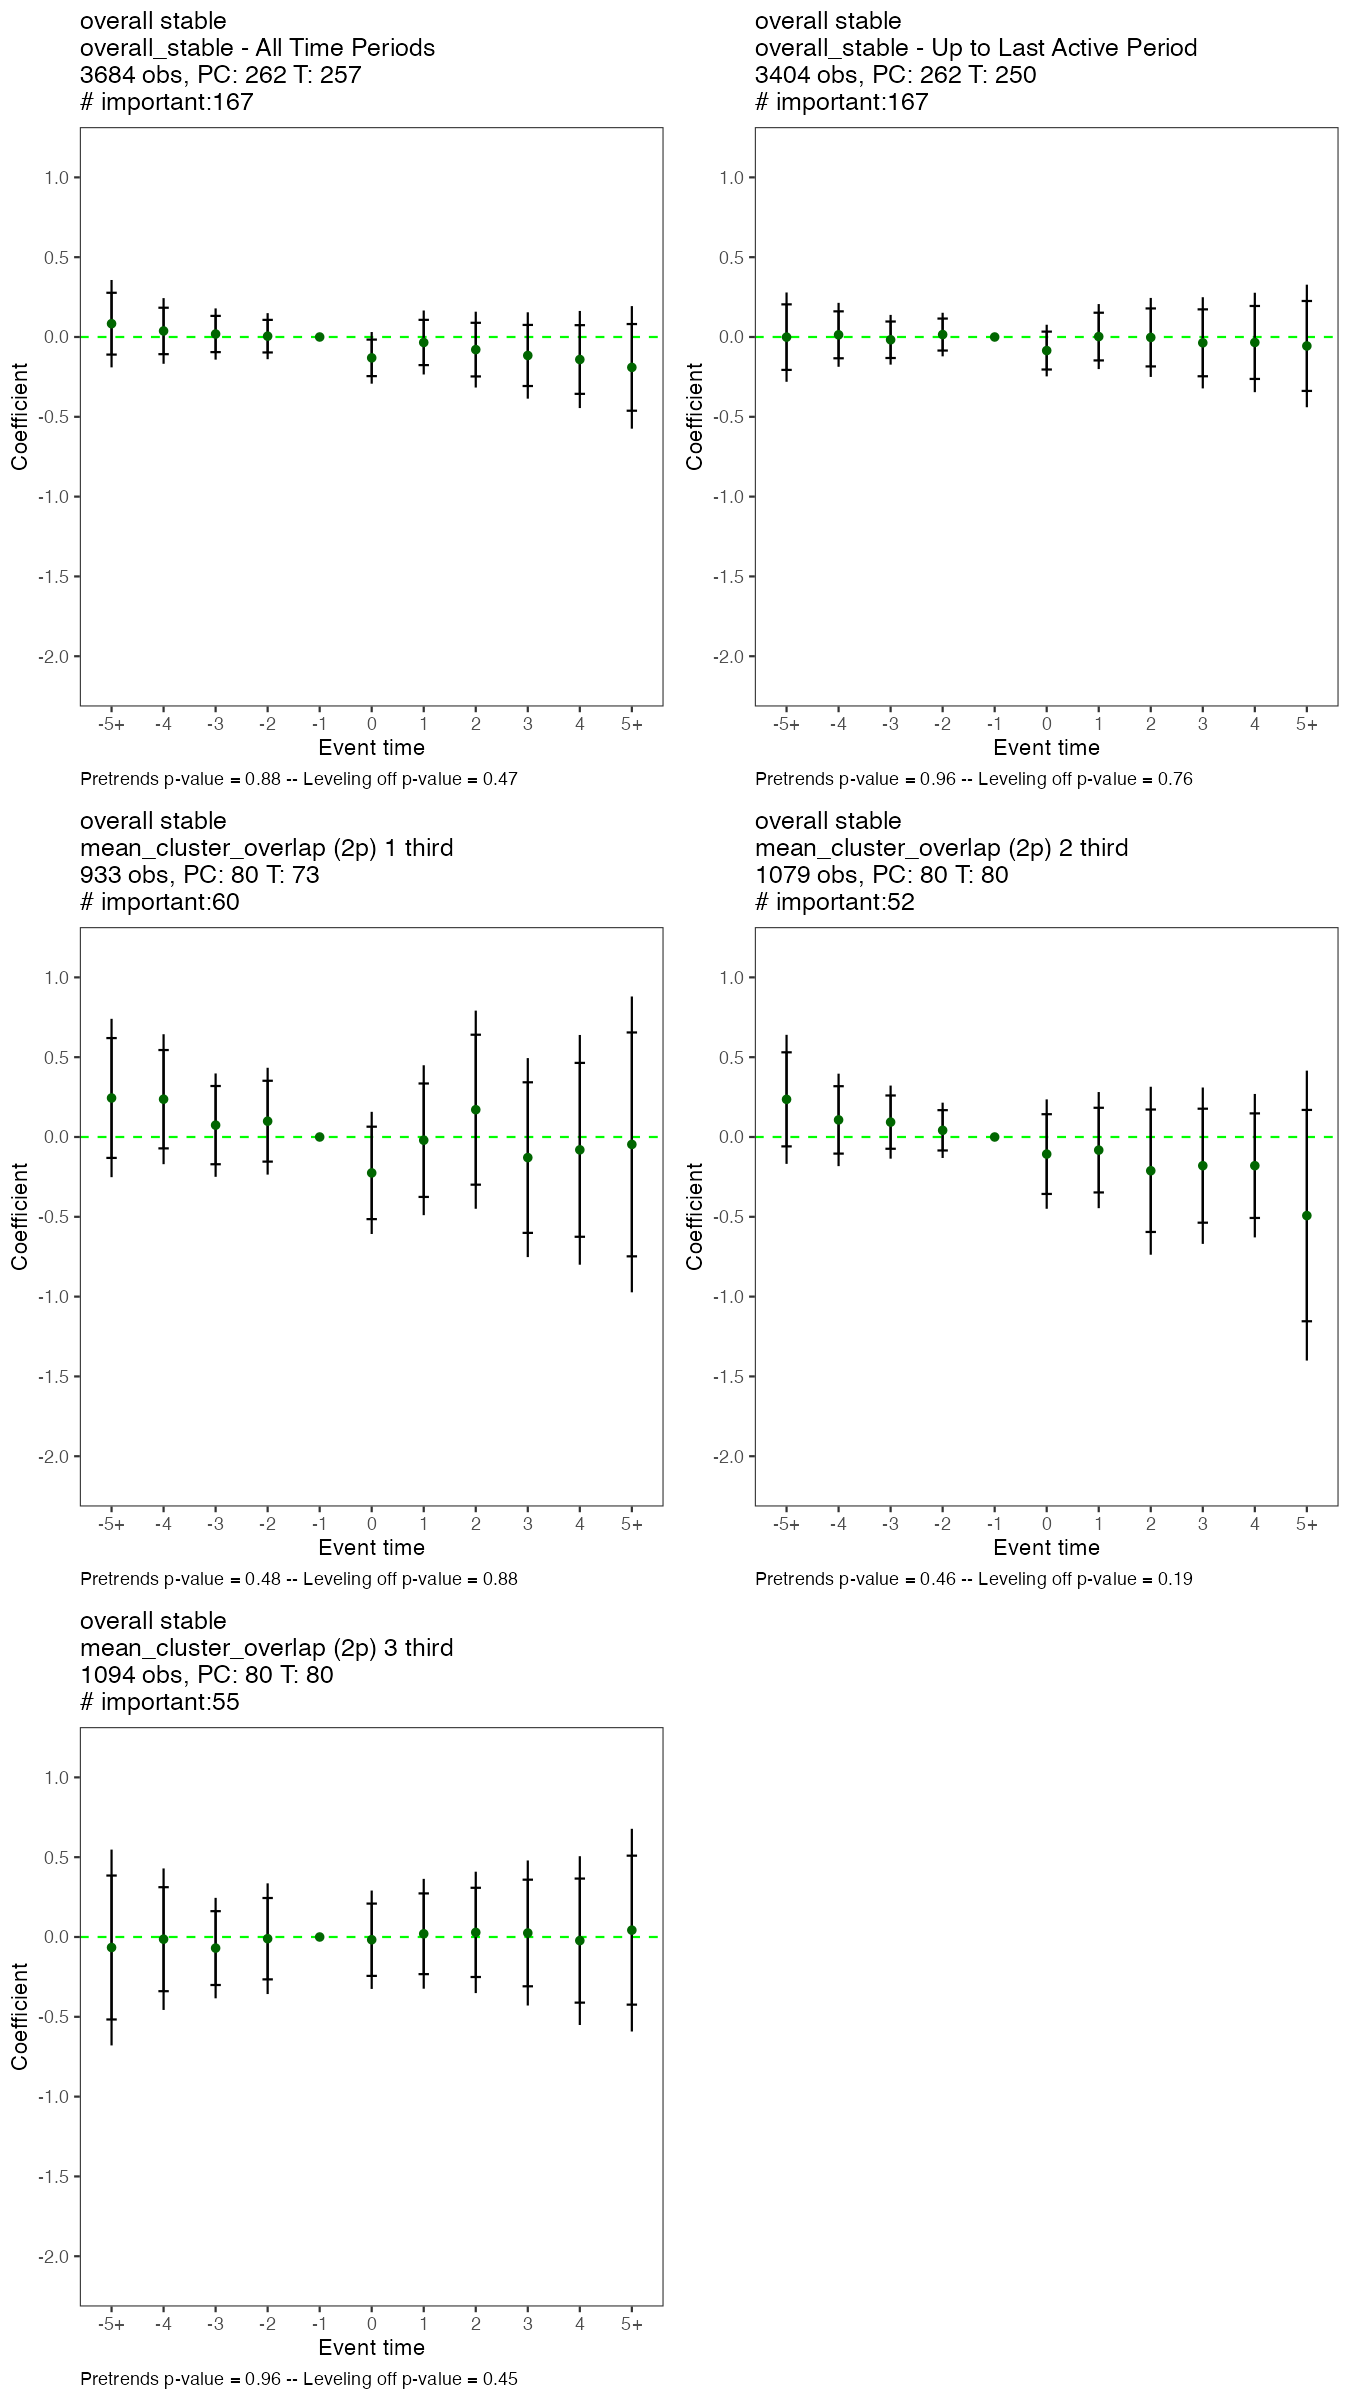 overall stable
overall_stable - All Time Periods
3684 obs, PC: 262 T: 257
# important:167
1.0
0.5
0.0
-0.5
-1.0
-1.5
-2.0
Coefficient
-5+ -4 -3 -2 -1 0 1 2 3 4 5+
Event time
Pretrends p-value = 0.88 -- Leveling off p-value = 0.47
overall stable
overall_stable - Up to Last Active Period
3404 obs, PC: 262 T: 250
# important:167
1.0
0.5
0.0
-0.5
-1.0
-1.5
-2.0
Coefficient
-5+ -4 -3 -2 -1 0 1 2 3 4 5+
Event time
Pretrends p-value = 0.96 -- Leveling off p-value = 0.76
overall stable
mean_cluster_overlap (2p) 1 third
933 obs, PC: 80 T: 73
# important:60
1.0
0.5
0.0
-0.5
-1.0
-1.5
-2.0
Coefficient
-5+ -4 -3 -2 -1 0 1 2 3 4 5+
Event time
Pretrends p-value = 0.48 -- Leveling off p-value = 0.88
overall stable
mean_cluster_overlap (2p) 2 third
1079 obs, PC: 80 T: 80
# important:52
1.0
0.5
0.0
-0.5
-1.0
-1.5
-2.0
Coefficient
-5+ -4 -3 -2 -1 0 1 2 3 4 5+
Event time
Pretrends p-value = 0.46 -- Leveling off p-value = 0.19
overall stable
mean_cluster_overlap (2p) 3 third
1094 obs, PC: 80 T: 80
# important:55
1.0
0.5
0.0
-0.5
-1.0
-1.5
-2.0
Coefficient
-5+ -4 -3 -2 -1 0 1 2 3 4 5+
Event time
Pretrends p-value = 0.96 -- Leveling off p-value = 0.45